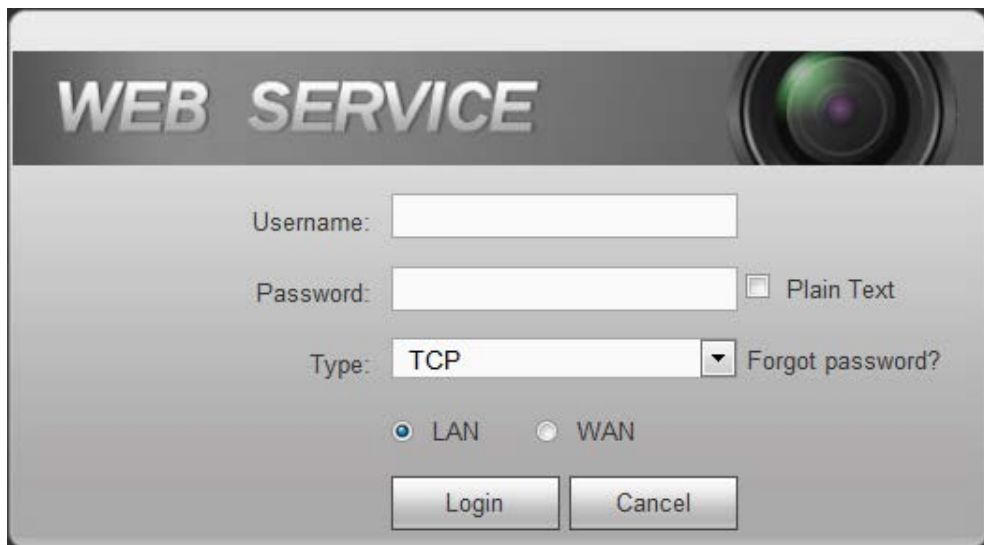 WEB SERVICE
Username:
Password:
Plain Text
Type:
TCP
Forgot password?
LAN
WAN
Login
Cancel